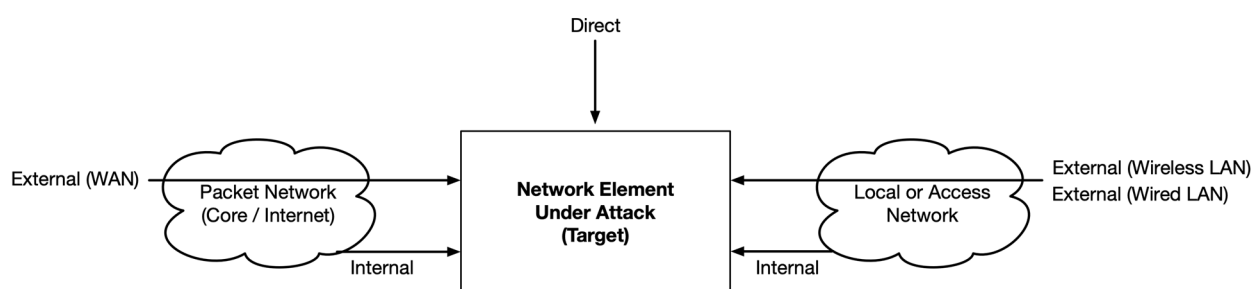 Direct
External (WAN)
Packet Network
(Core / Internet)
Internal
Network Element
Under Attack
(Target)
Local or Access
Network
Internal
External (Wireless LAN)
External (Wired LAN)